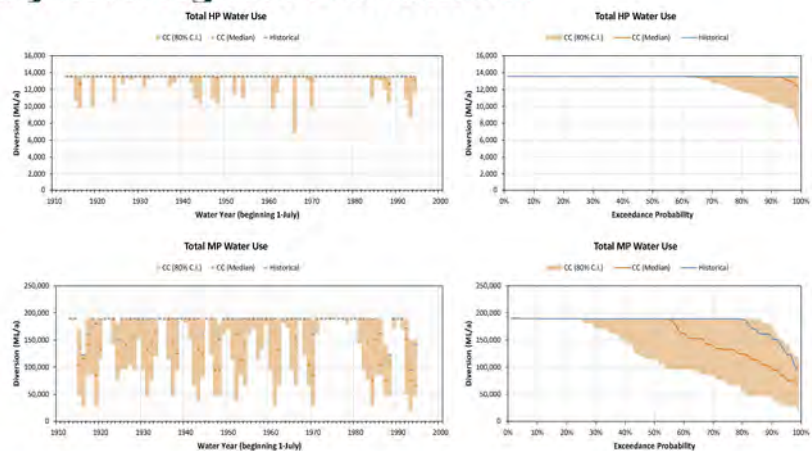 Total HP Water Use
CC (80% C.I.) CC (Median) Historical
16,000
14,000
12,000
10,000
8,000
6,000
4,000
2,000
0
Diversion (ML/a)
1910 1920 1930 1940 1950 1960 1970 1980 1990 2000
Water Year (beginning 1-July)
Total HP Water Use
CC (80% C.I.) CC (Median) Historical
16,000
14,000
12,000
10,000
8,000
6,000
4,000
2,000
0
Diversion (ML/a)
0% 10% 20% 30% 40% 50% 60% 70% 80% 90% 100%
Exceedance Probability
Total MP Water Use
CC (80% C.I.) CC (Median) Historical
250,000
200,000
150,000
100,000
50,000
0
Diversion (ML/a)
1910 1920 1930 1940 1950 1960 1970 1980 1990 2000
Water Year (beginning 1-July)
Total MP Water Use
CC (80% C.I.) CC (Median) Historical
250,000
200,000
150,000
100,000
50,000
0
Diversion (ML/a)
0% 10% 20% 30% 40% 50% 60% 70% 80% 90% 100%
Exceedance Probability